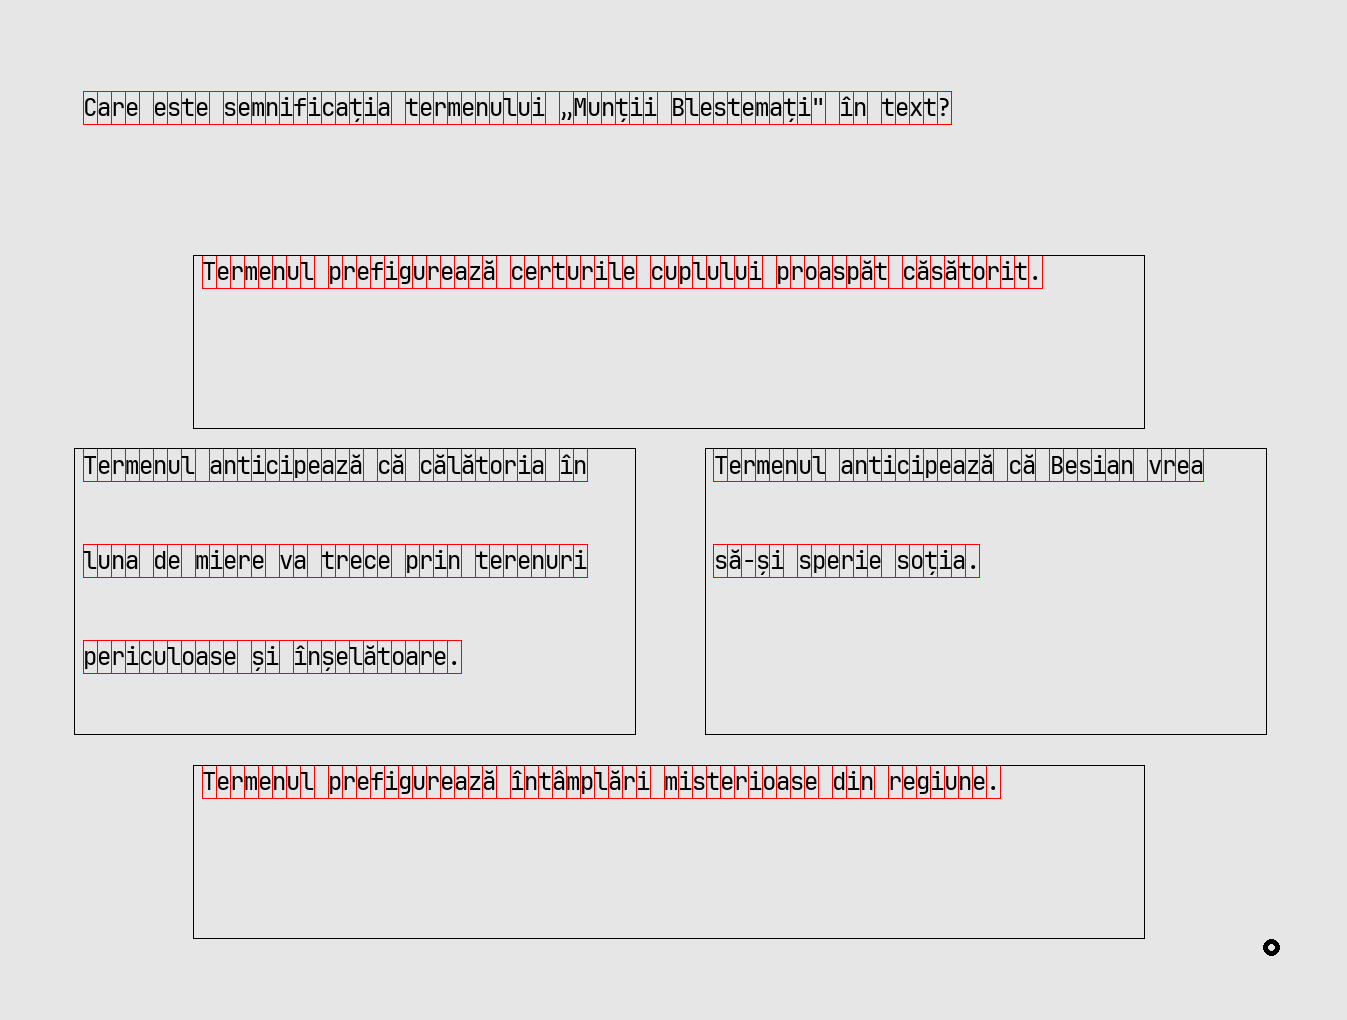 Care este semnificația termenului „Munții Blestemați" în text?
Termenul prefigurează certurile cuplului proaspăt căsătorit.
Termenul anticipează că călătoria în
luna de miere va trece prin terenuri
periculoase și înșelătoare.
Termenul anticipează că Besian vrea
să-și sperie soția.
Termenul prefigurează întâmplări misterioase din regiune.